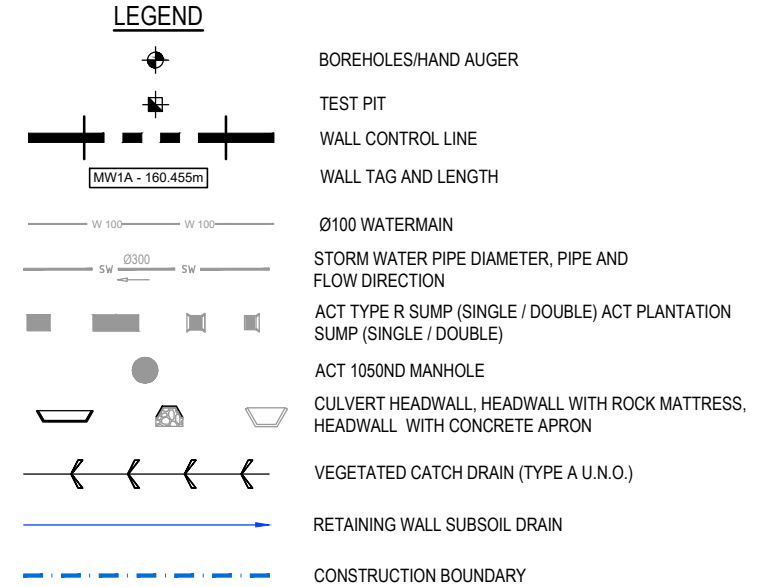 LEGEND
BOREHOLES/HAND AUGER
TEST PIT
WALL CONTROL LINE
MW1A - 160.455m
WALL TAG AND LENGTH
W 100 W 100
Ø100 WATERMAIN
SW Ø300 SW
STORM WATER PIPE DIAMETER, PIPE AND
FLOW DIRECTION
ACT TYPE R SUMP (SINGLE / DOUBLE) ACT PLANTATION
SUMP (SINGLE / DOUBLE)
ACT 1050ND MANHOLE
CULVERT HEADWALL, HEADWALL WITH ROCK MATTRESS,
HEADWALL WITH CONCRETE APRON
VEGETATED CATCH DRAIN (TYPE A U.N.O.)
RETAINING WALL SUBSOIL DRAIN
CONSTRUCTION BOUNDARY